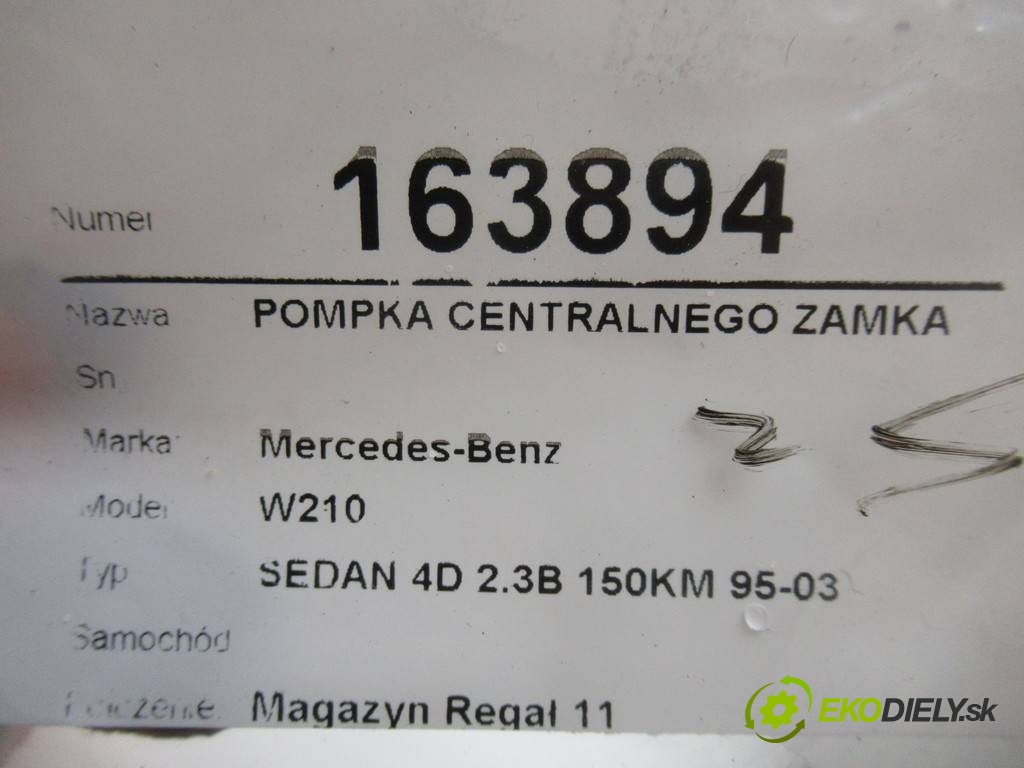 Numer 163894
Nazwa POMPKA CENTRALNEGO ZAMKA
Sn
Marka Mercedes-Benz
Model W210
Typ SEDAN 4D 2.3B 150KM 95-03
Samochód
Magazyn Regał 11
EKODIELY.sk